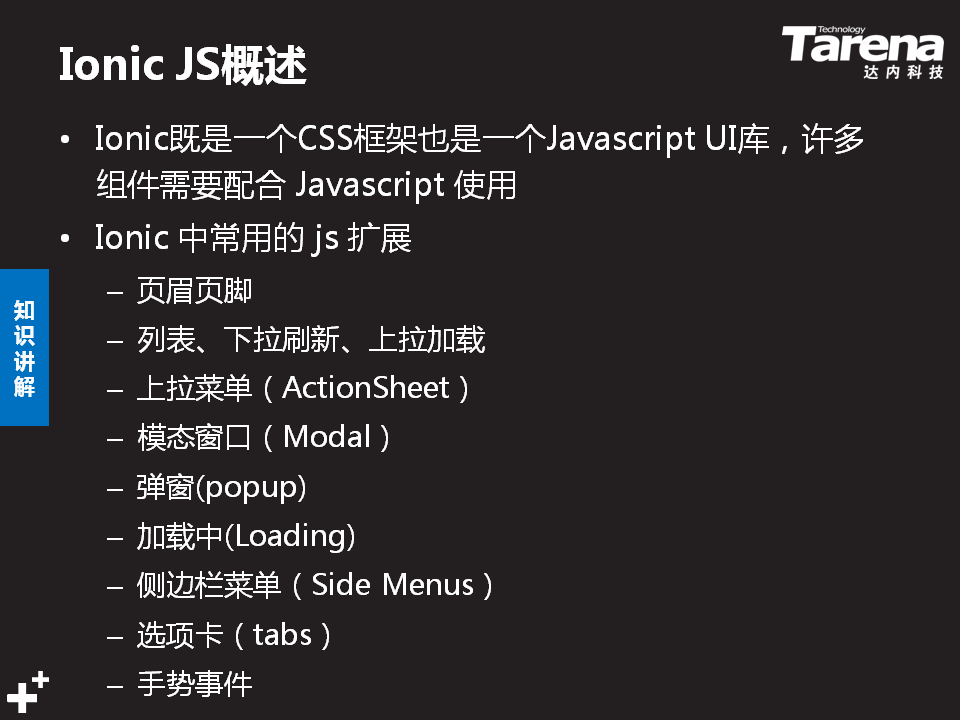 Ionic JS概述
Technology
Tarena
达内科技
• Ionic既是一个CSS框架也是一个Javascript UI库，许多
组件需要配合 Javascript 使用
• Ionic 中常用的 js 扩展
– 页眉页脚
– 列表、下拉刷新、上拉加载
– 上拉菜单（ActionSheet）
– 模态窗口（Modal）
– 弹窗(popup)
– 加载中(Loading)
– 侧边栏菜单（Side Menus）
– 选项卡（tabs）
– 手势事件
知
识
讲
解